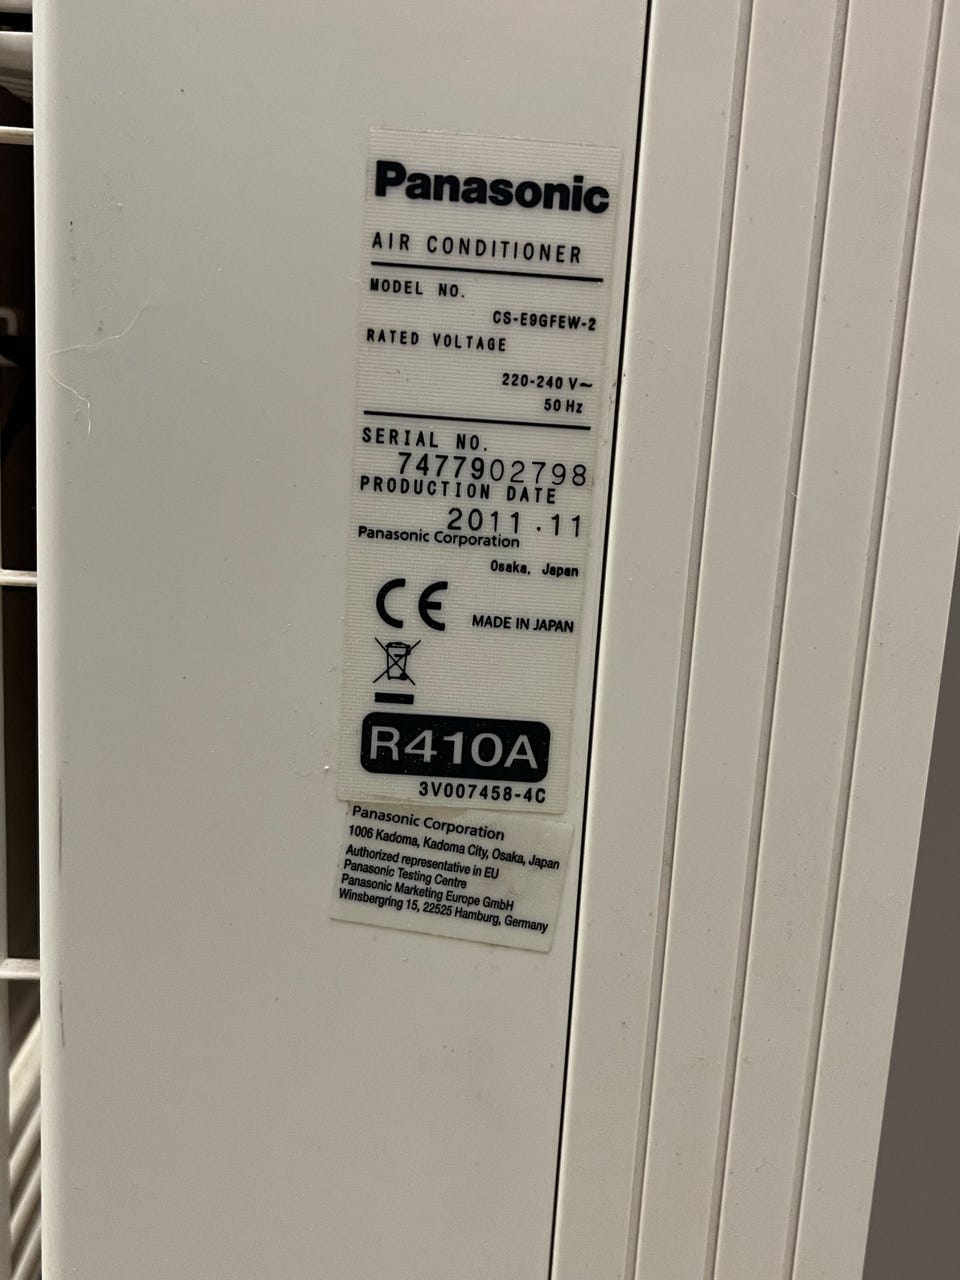 Panasonic
AIR CONDITIONER
MODEL NO.
CS-E9GFEW-2
RATED VOLTAGE
220-240 V~
50 Hz
SERIAL NO.
7477902798
PRODUCTION DATE
2011 .11
Panasonic Corporation
Osaka, Japan
CE MADE IN JAPAN
R410A
3V007458-4C
Panasonic Corporation
1006 Kadoma, Kadoma City, Osaka, Japan
Authorized representative in EU
Panasonic Testing Centre
Panasonic Marketing Europe GmbH
Winsbergring 15, 22525 Hamburg, Germany